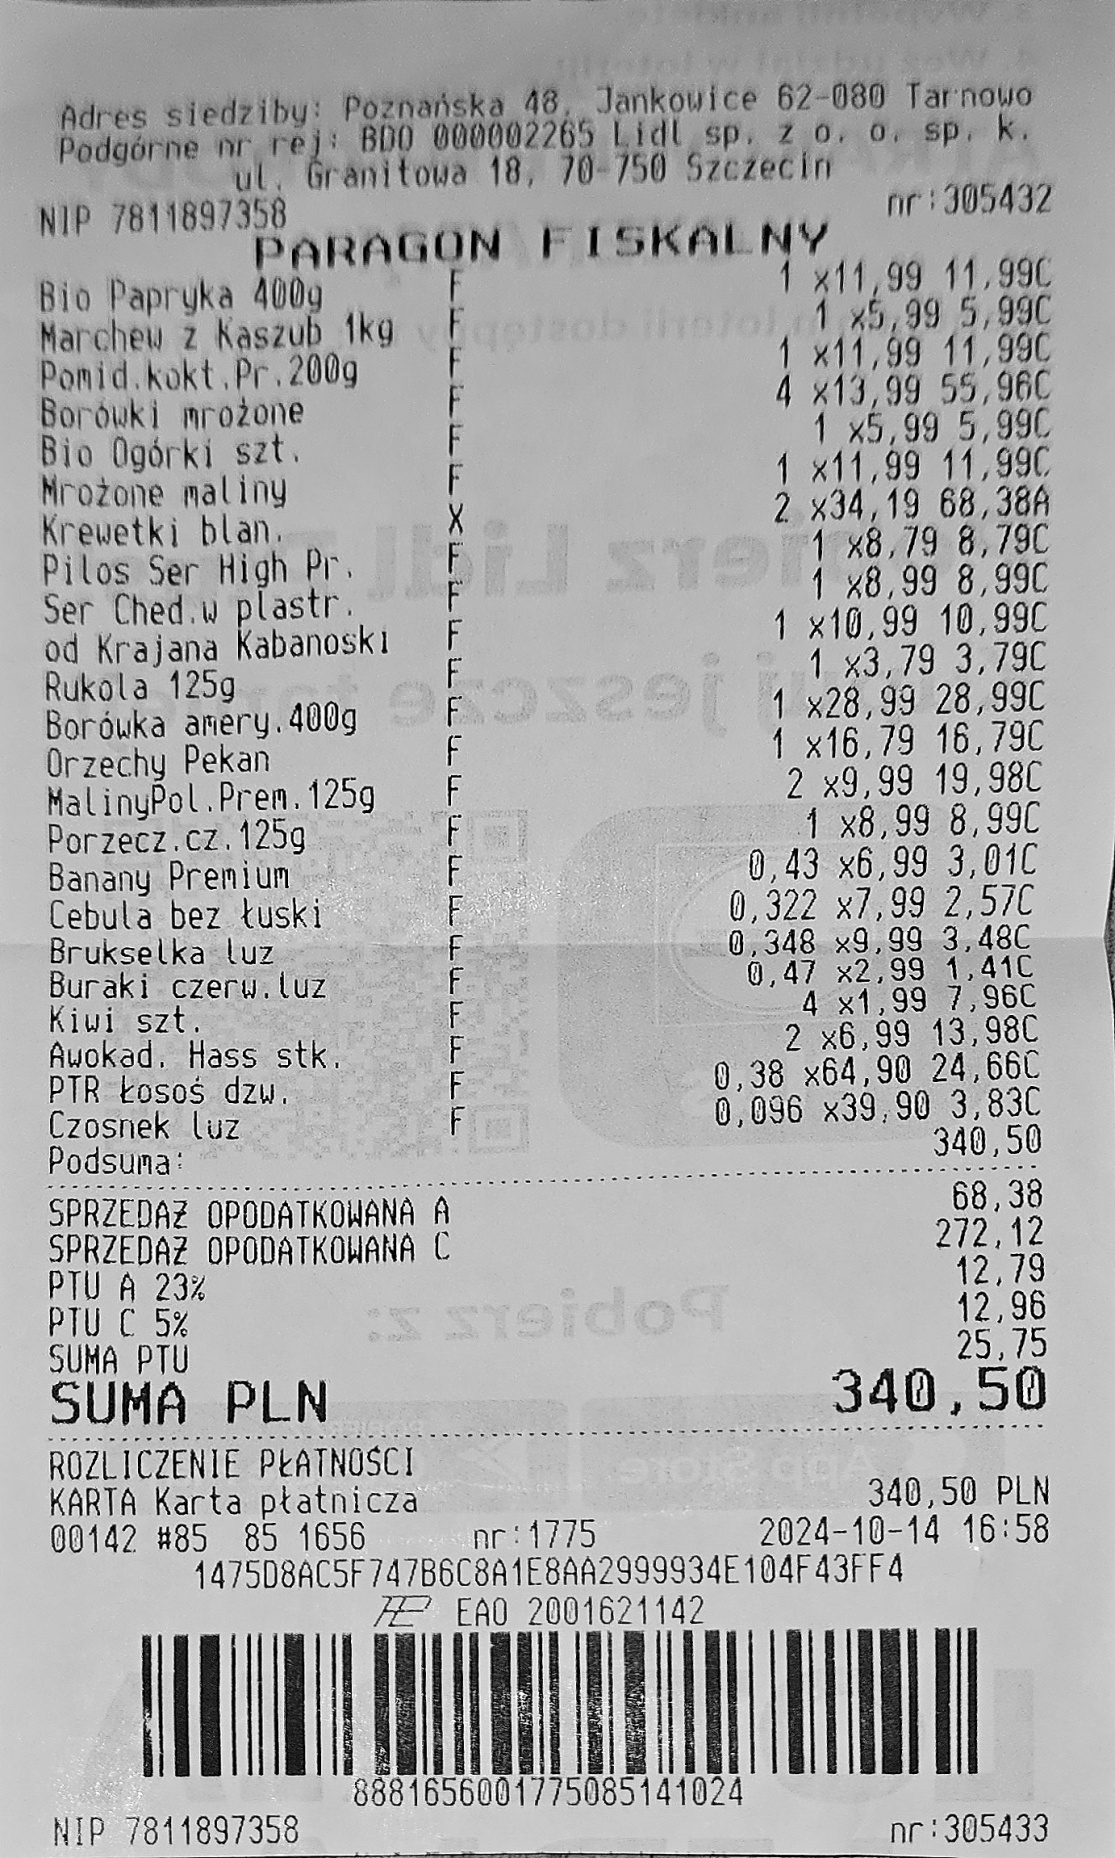 Adres siedziby: Poznańska 48, Jankowice 62-080 Tarnowo
Podgórne nr rej: BDO 000002265 Lidl sp. z o. o. sp. k.
ul. Granitowa 18, 70-750 Szczecin
NIP 7811897358 nr:305432
PARAGON FISKALNY
Bio Papryka 400g F 1 x11,99 11,99C
Marchew z Kaszub 1kg F 1 x5,99 5,99C
Pomid.kokt.Pr.200g F 1 x11,99 11,99C
Borówki mrożone F 4 x13,99 55,96C
Bio Ogórki szt. F 1 x5,99 5,99C
Mrożone maliny F 1 x11,99 11,99C
Krewetki blan. X 2 x34,19 68,38A
Pilos Ser High Pr. F 1 x8,79 8,79C
Ser Ched.w plastr. F 1 x8,99 8,99C
od Krajana Kabanoski F 1 x10,99 10,99C
Rukola 125g F 1 x3,79 3,79C
Borówka amery.400g F 1 x28,99 28,99C
Orzechy Pekan F 1 x16,79 16,79C
MalinyPol.Prem.125g F 2 x9,99 19,98C
Porzecz.cz.125g F 1 x8,99 8,99C
Banany Premium F 0,43 x6,99 3,01C
Cebula bez łuski F 0,322 x7,99 2,57C
Brukselka luz F 0,348 x9,99 3,48C
Buraki czerw.luz F 0,47 x2,99 1,41C
Kiwi szt. F 4 x1,99 7,96C
Awokad. Hass stk. F 2 x6,99 13,98C
PTR Łosoś dzw. F 0,38 x64,90 24,66C
Czosnek luz F 0,096 x39,90 3,83C
Podsuma: 340,50
SPRZEDAŻ OPODATKOWANA A 68,38
SPRZEDAŻ OPODATKOWANA C 272,12
PTU A 23% 12,79
PTU C 5% 12,96
SUMA PTU 25,75
SUMA PLN 340,50
ROZLICZENIE PŁATNOŚCI
KARTA Karta płatnicza 340,50 PLN
00142 #85 85 1656 nr:1775 2024-10-14 16:58
1475D8AC5F747B6C8A1E8AA2999934E104F43FF4
EAO 2001621142
8881656001775085141024
NIP 7811897358 nr:305433